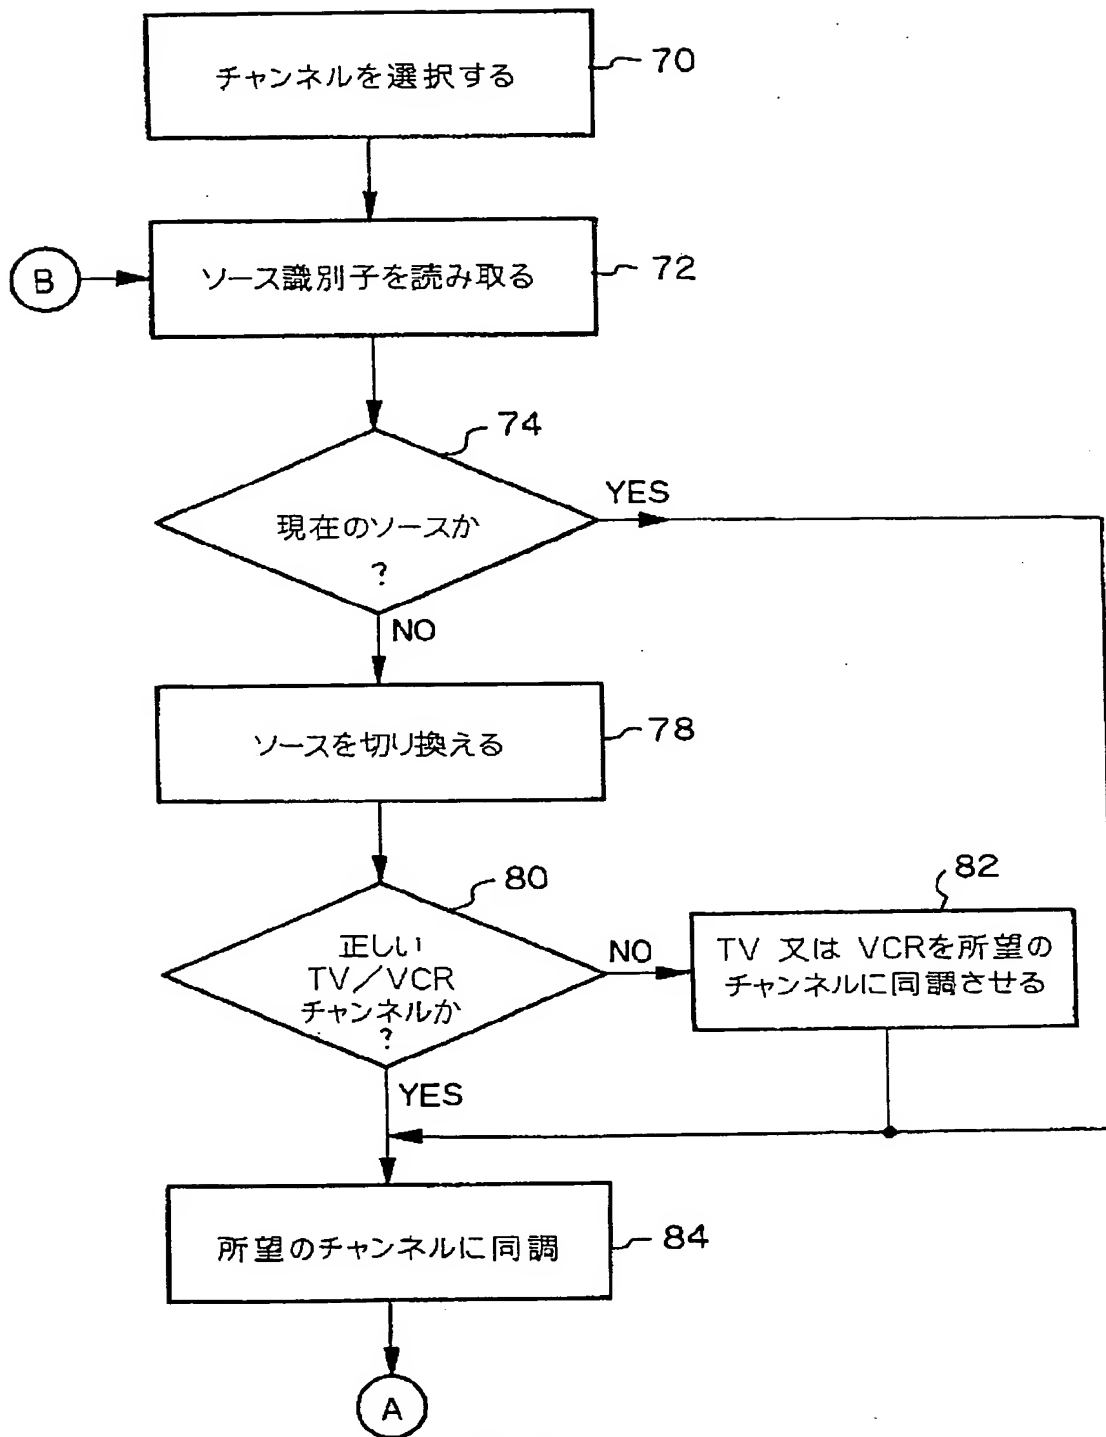 チャンネルを選択する
70
B
ソース識別子を読み取る
72
74
現在のソースか
?
YES
NO
ソースを切り換える
78
80
正しい
TV/VCR
チャンネルか
?
NO
82
TV 又は VCRを所望の
チャンネルに同調させる
YES
所望のチャンネルに同調
84
A